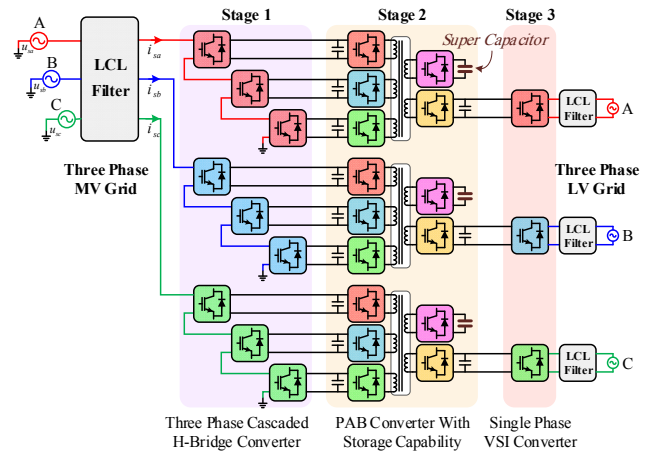 Stage 1
Stage 2
Stage 3
A
u_sa
i_sa
Super Capacitor
LCL
Filter
B
u_sb
i_sb
C
u_sc
i_sc
LCL
Filter
A
Three Phase
MV Grid
Three Phase
LV Grid
LCL
Filter
B
LCL
Filter
C
Three Phase Cascaded
H-Bridge Converter
PAB Converter With
Storage Capability
Single Phase
VSI Converter